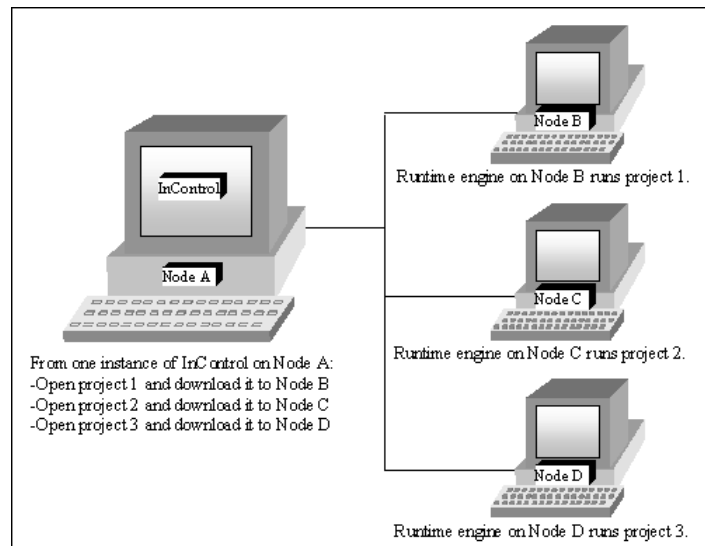 InControl
Node A
From one instance of InControl on Node A:
-Open project 1 and download it to Node B
-Open project 2 and download it to Node C
-Open project 3 and download it to Node D
Node B
Runtime engine on Node B runs project 1.
Node C
Runtime engine on Node C runs project 2.
Node D
Runtime engine on Node D runs project 3.